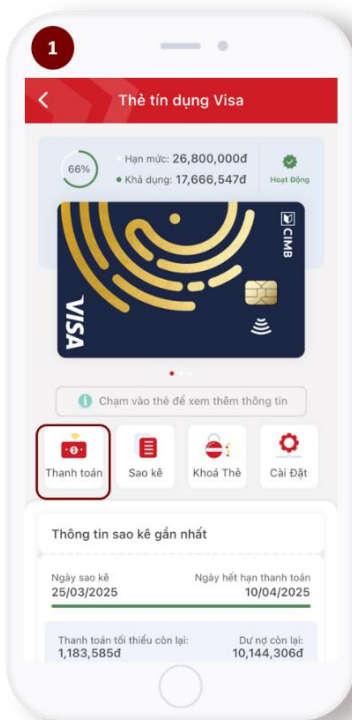 1
Thẻ tín dụng Visa
66%
Hạn mức: 26,800,000đ
Khả dụng: 17,666,547đ
Hoạt Động
CIMB
VISA
Chạm vào thẻ để xem thêm thông tin
Thanh toán
Sao kê
Khoá Thẻ
Cài Đặt
Thông tin sao kê gần nhất
Ngày sao kê
Ngày hết hạn thanh toán
25/03/2025
10/04/2025
Thanh toán tối thiểu còn lại:
Dư nợ còn lại:
1,183,585đ
10,144,306đ